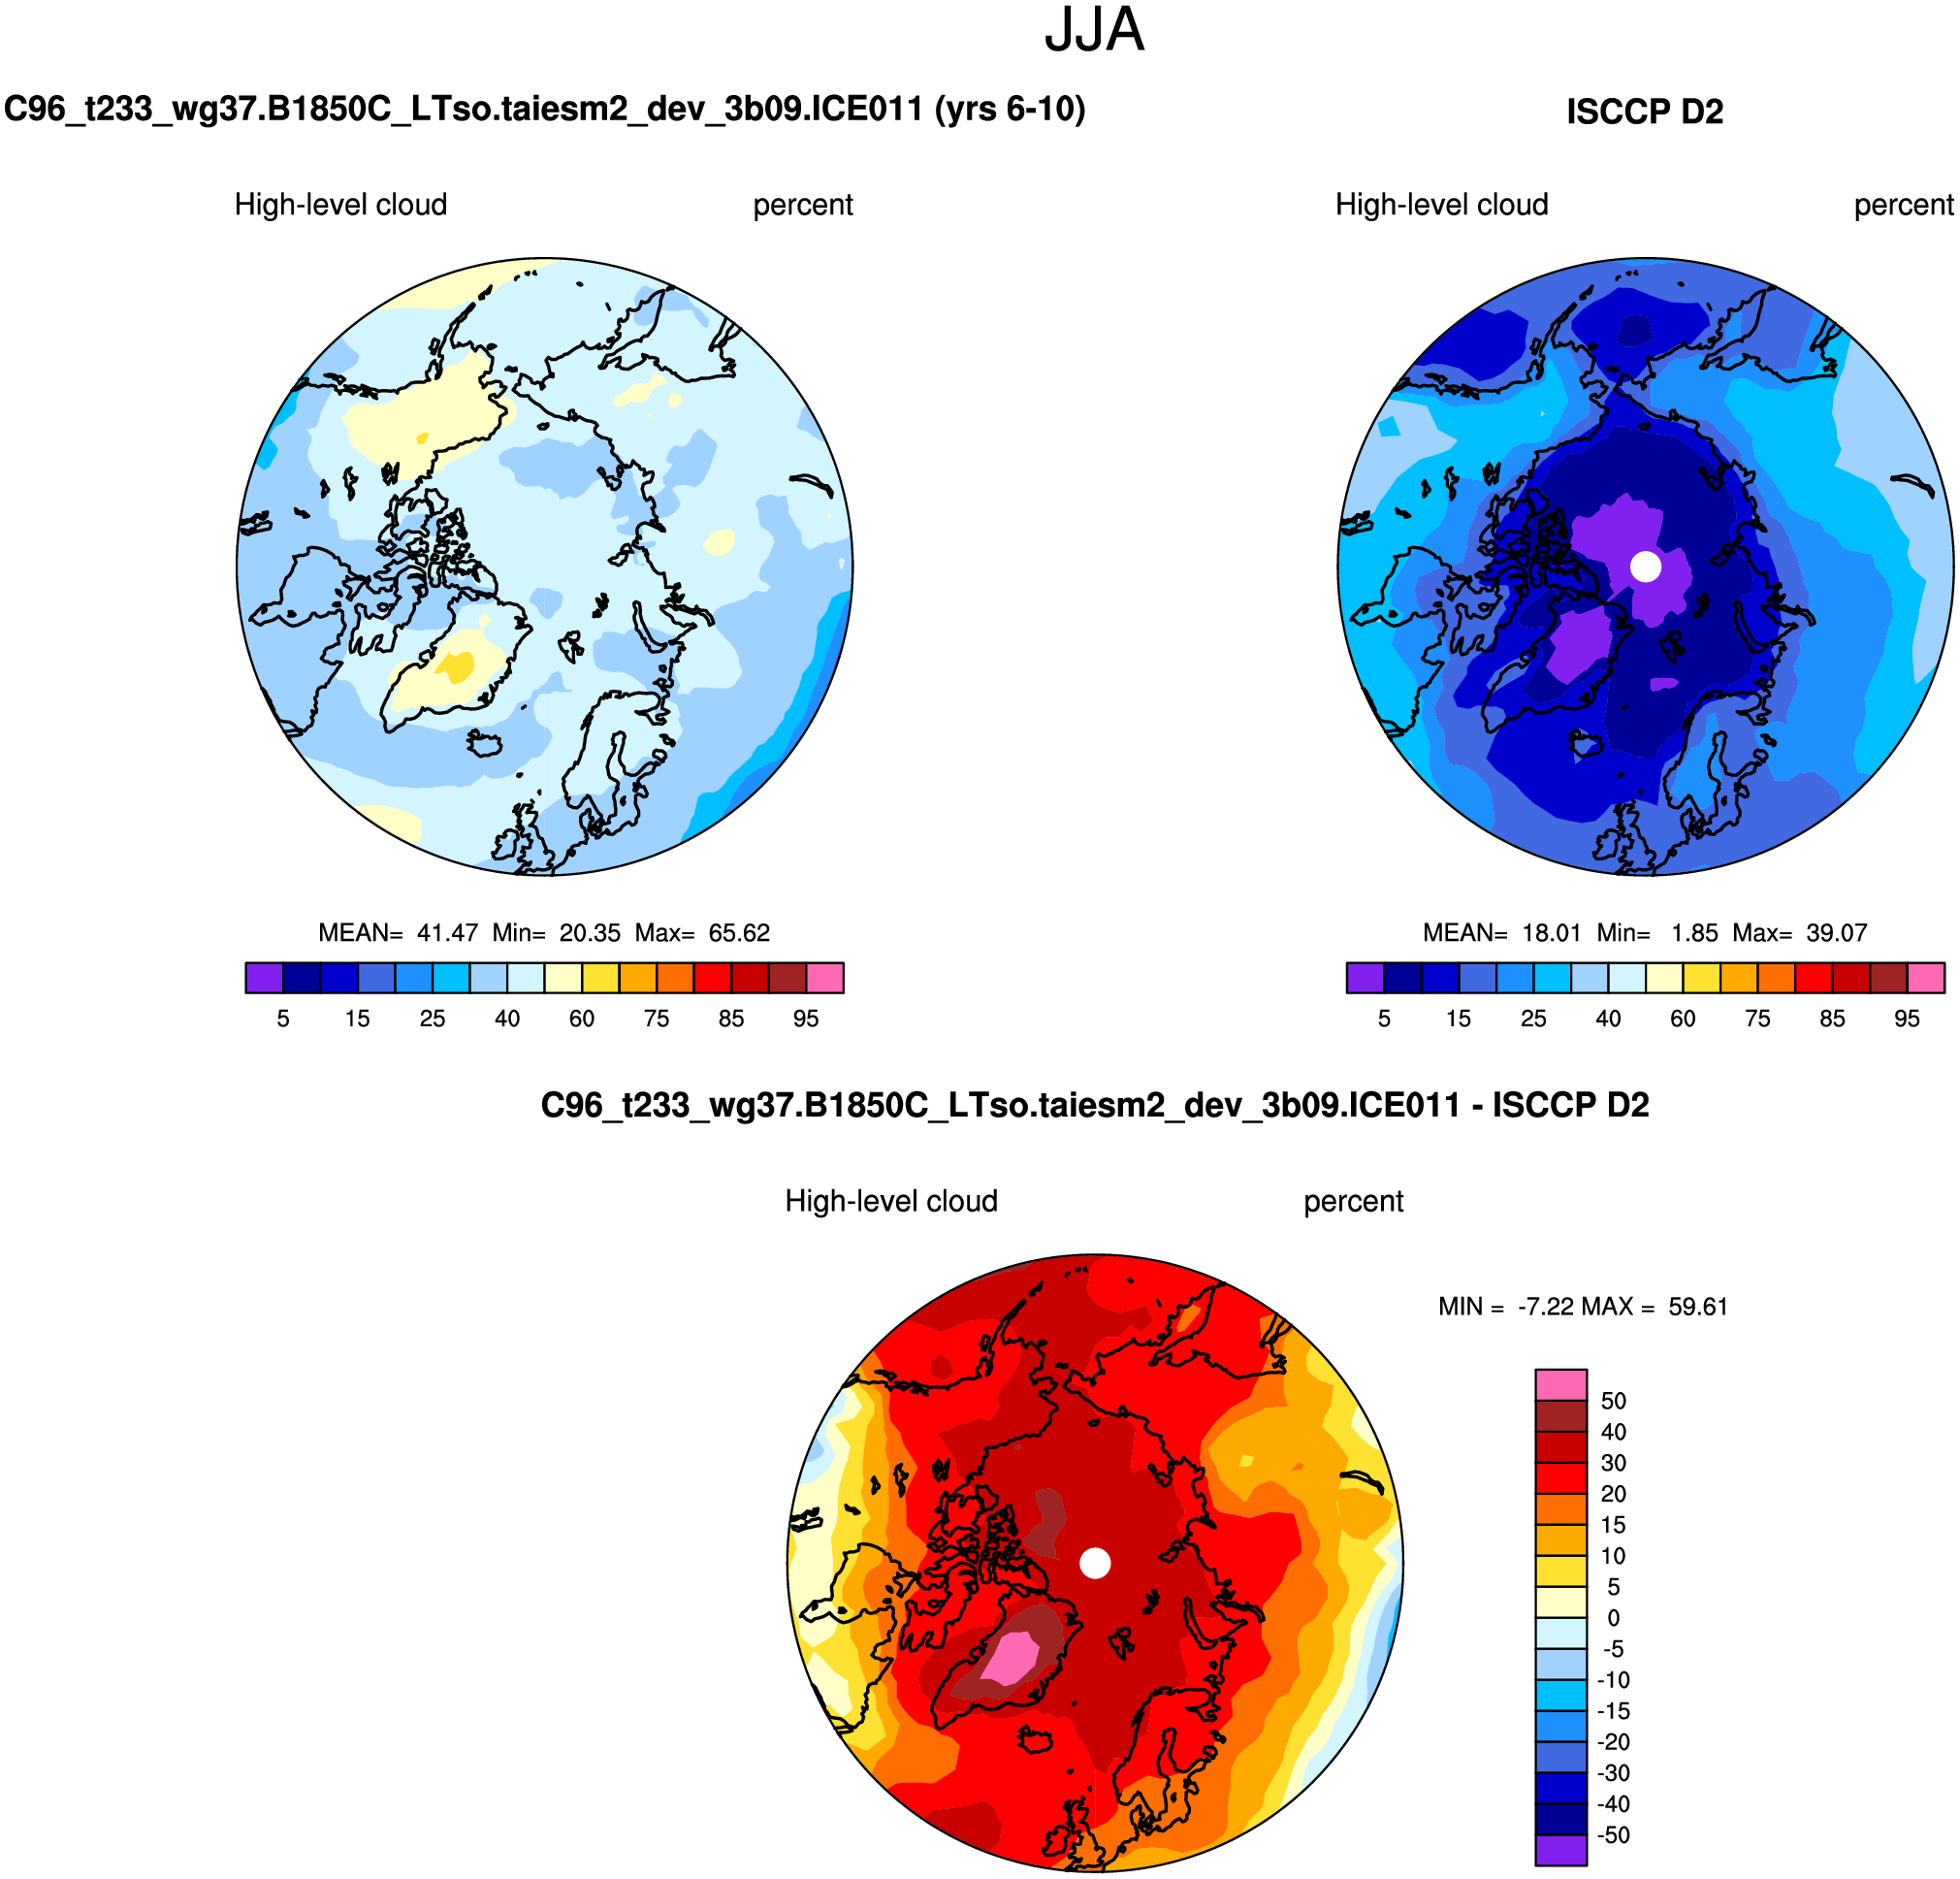 JJA
C96_t233_wg37.B1850C_LTso.taiesm2_dev_3b09.ICE011 (yrs 6-10)
ISCCP D2
High-level cloud percent
High-level cloud percent
MEAN= 41.47 Min= 20.35 Max= 65.62
MEAN= 18.01 Min= 1.85 Max= 39.07
5 15 25 40 60 75 85 95
5 15 25 40 60 75 85 95
C96_t233_wg37.B1850C_LTso.taiesm2_dev_3b09.ICE011 - ISCCP D2
High-level cloud percent
MIN = -7.22 MAX = 59.61
50
40
30
20
15
10
5
0
-5
-10
-15
-20
-30
-40
-50